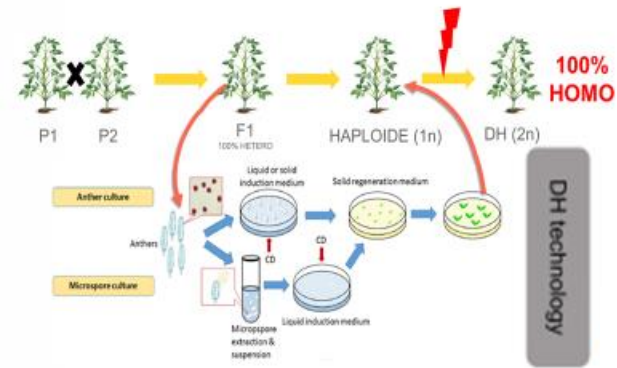 100%
HOMO
P1
P2
F1
100% HETERO
HAPLOIDE (1n)
DH (2n)
Anther culture
Liquid or solid
induction medium
Solid regeneration medium
Anthers
CD
CD
Microspore culture
Micropspore
extraction &
suspension
Liquid induction medium
DH technology